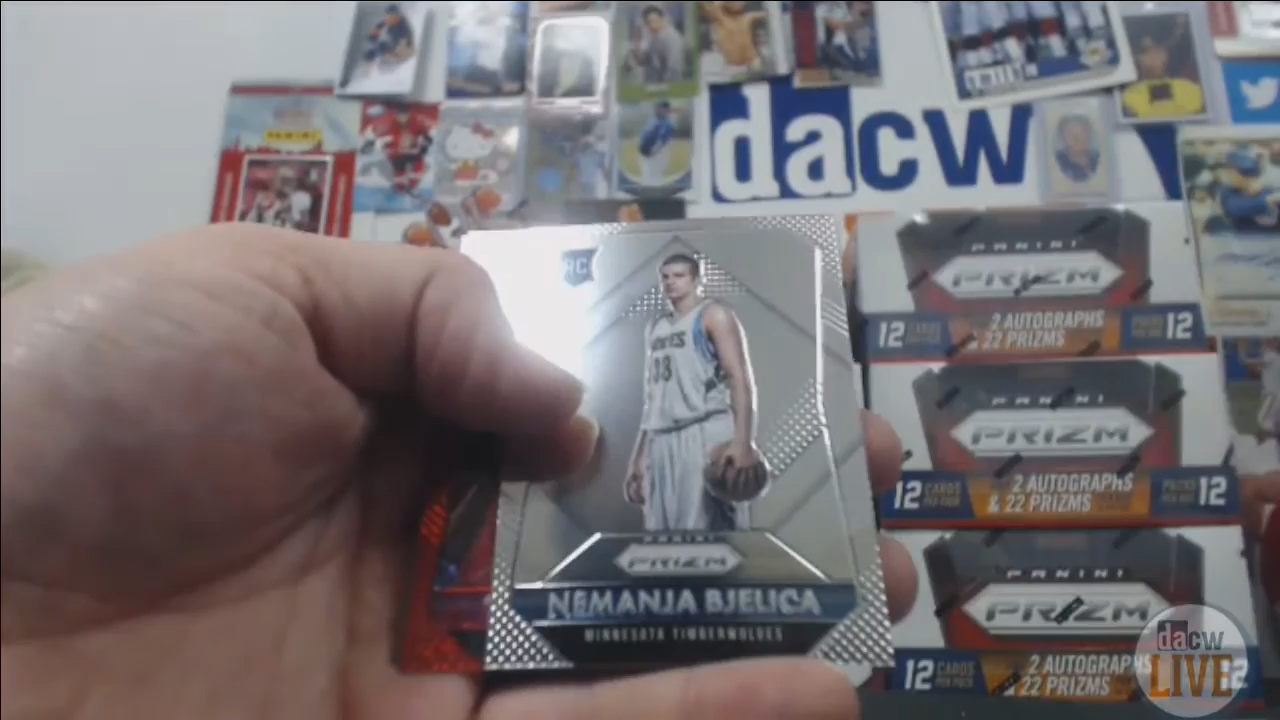 PANINI
dacw
RC
88
PANINI
PRIZM
NEMANJA BJELICA
MINNESOTA TIMBERWOLVES
PANINI
PRIZM
12 CARDS PER PACK
2 AUTOGRAPHS
& 22 PRIZMS
PACKS PER BOX 12
PANINI
PRIZM
12 CARDS PER PACK
2 AUTOGRAPHS
& 22 PRIZMS
PACKS PER BOX 12
PANINI
PRIZM
12 CARDS PER PACK
2 AUTOGRAPHS
22 PRIZMS
dacw
LIVE